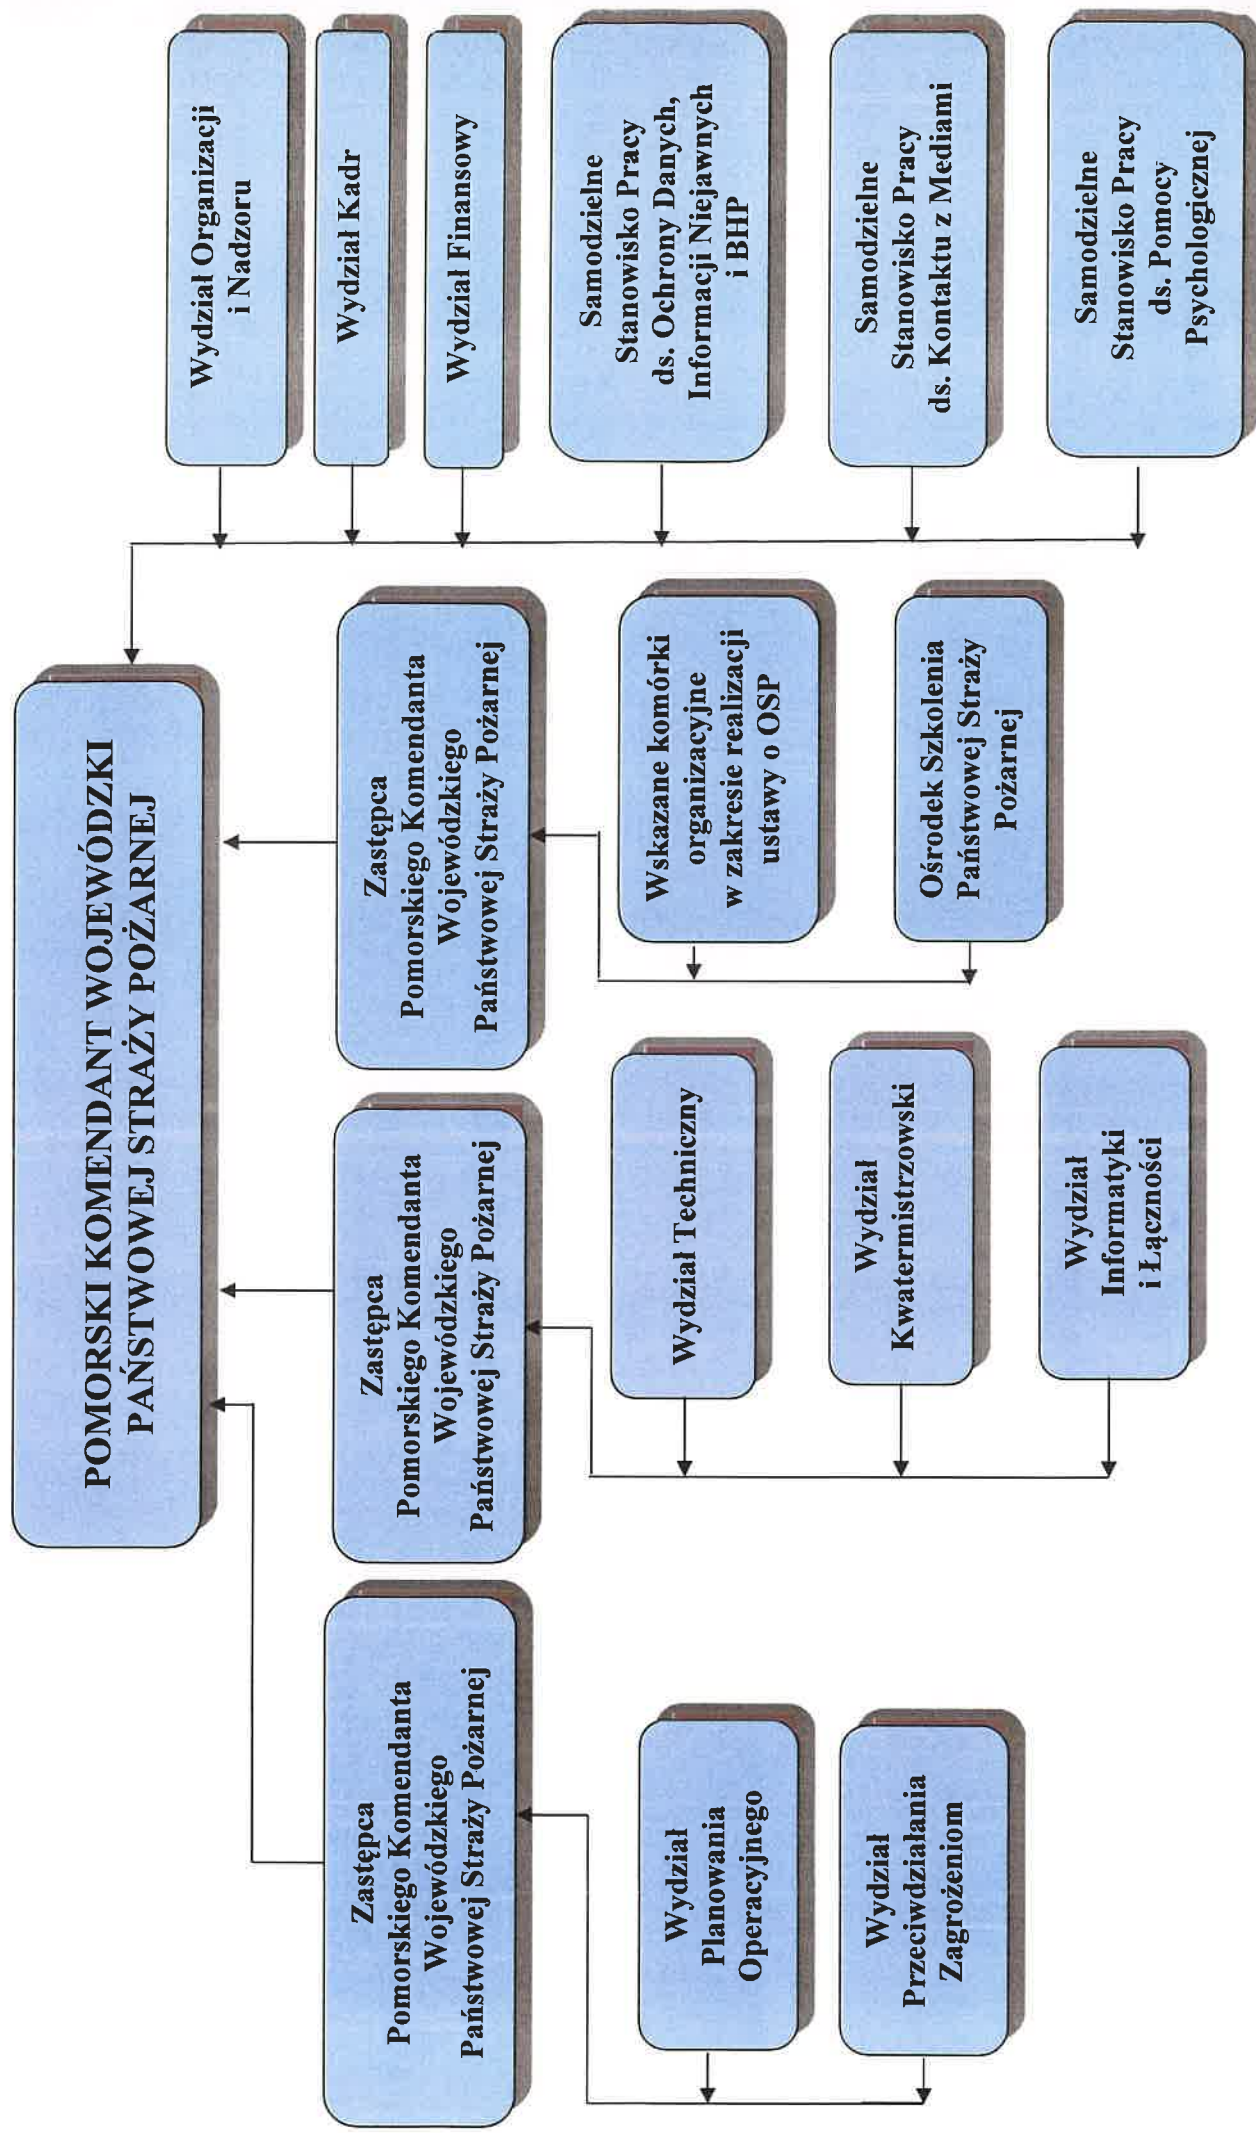 POMORSKI KOMENDANT WOJEWÓDZKI
PAŃSTWOWEJ STRAŻY POŻARNEJ
Zastępca
Pomorskiego Komendanta
Wojewódzkiego
Państwowej Straży Pożarnej
Wydział
Planowania
Operacyjnego
Wydział
Przeciwdziałania
Zagrożeniom
Zastępca
Pomorskiego Komendanta
Wojewódzkiego
Państwowej Straży Pożarnej
Wydział Techniczny
Wydział
Kwatermistrzowski
Wydział
Informatyki
i Łączności
Zastępca
Pomorskiego Komendanta
Wojewódzkiego
Państwowej Straży Pożarnej
Wskazane komórki
organizacyjne
w zakresie realizacji
ustawy o OSP
Ośrodek Szkolenia
Państwowej Straży
Pożarnej
Wydział Organizacji
i Nadzoru
Wydział Kadr
Wydział Finansowy
Samodzielne
Stanowisko Pracy
ds. Ochrony Danych,
Informacji Niejawnych
i BHP
Samodzielne
Stanowisko Pracy
ds. Kontaktu z Mediami
Samodzielne
Stanowisko Pracy
ds. Pomocy
Psychologicznej